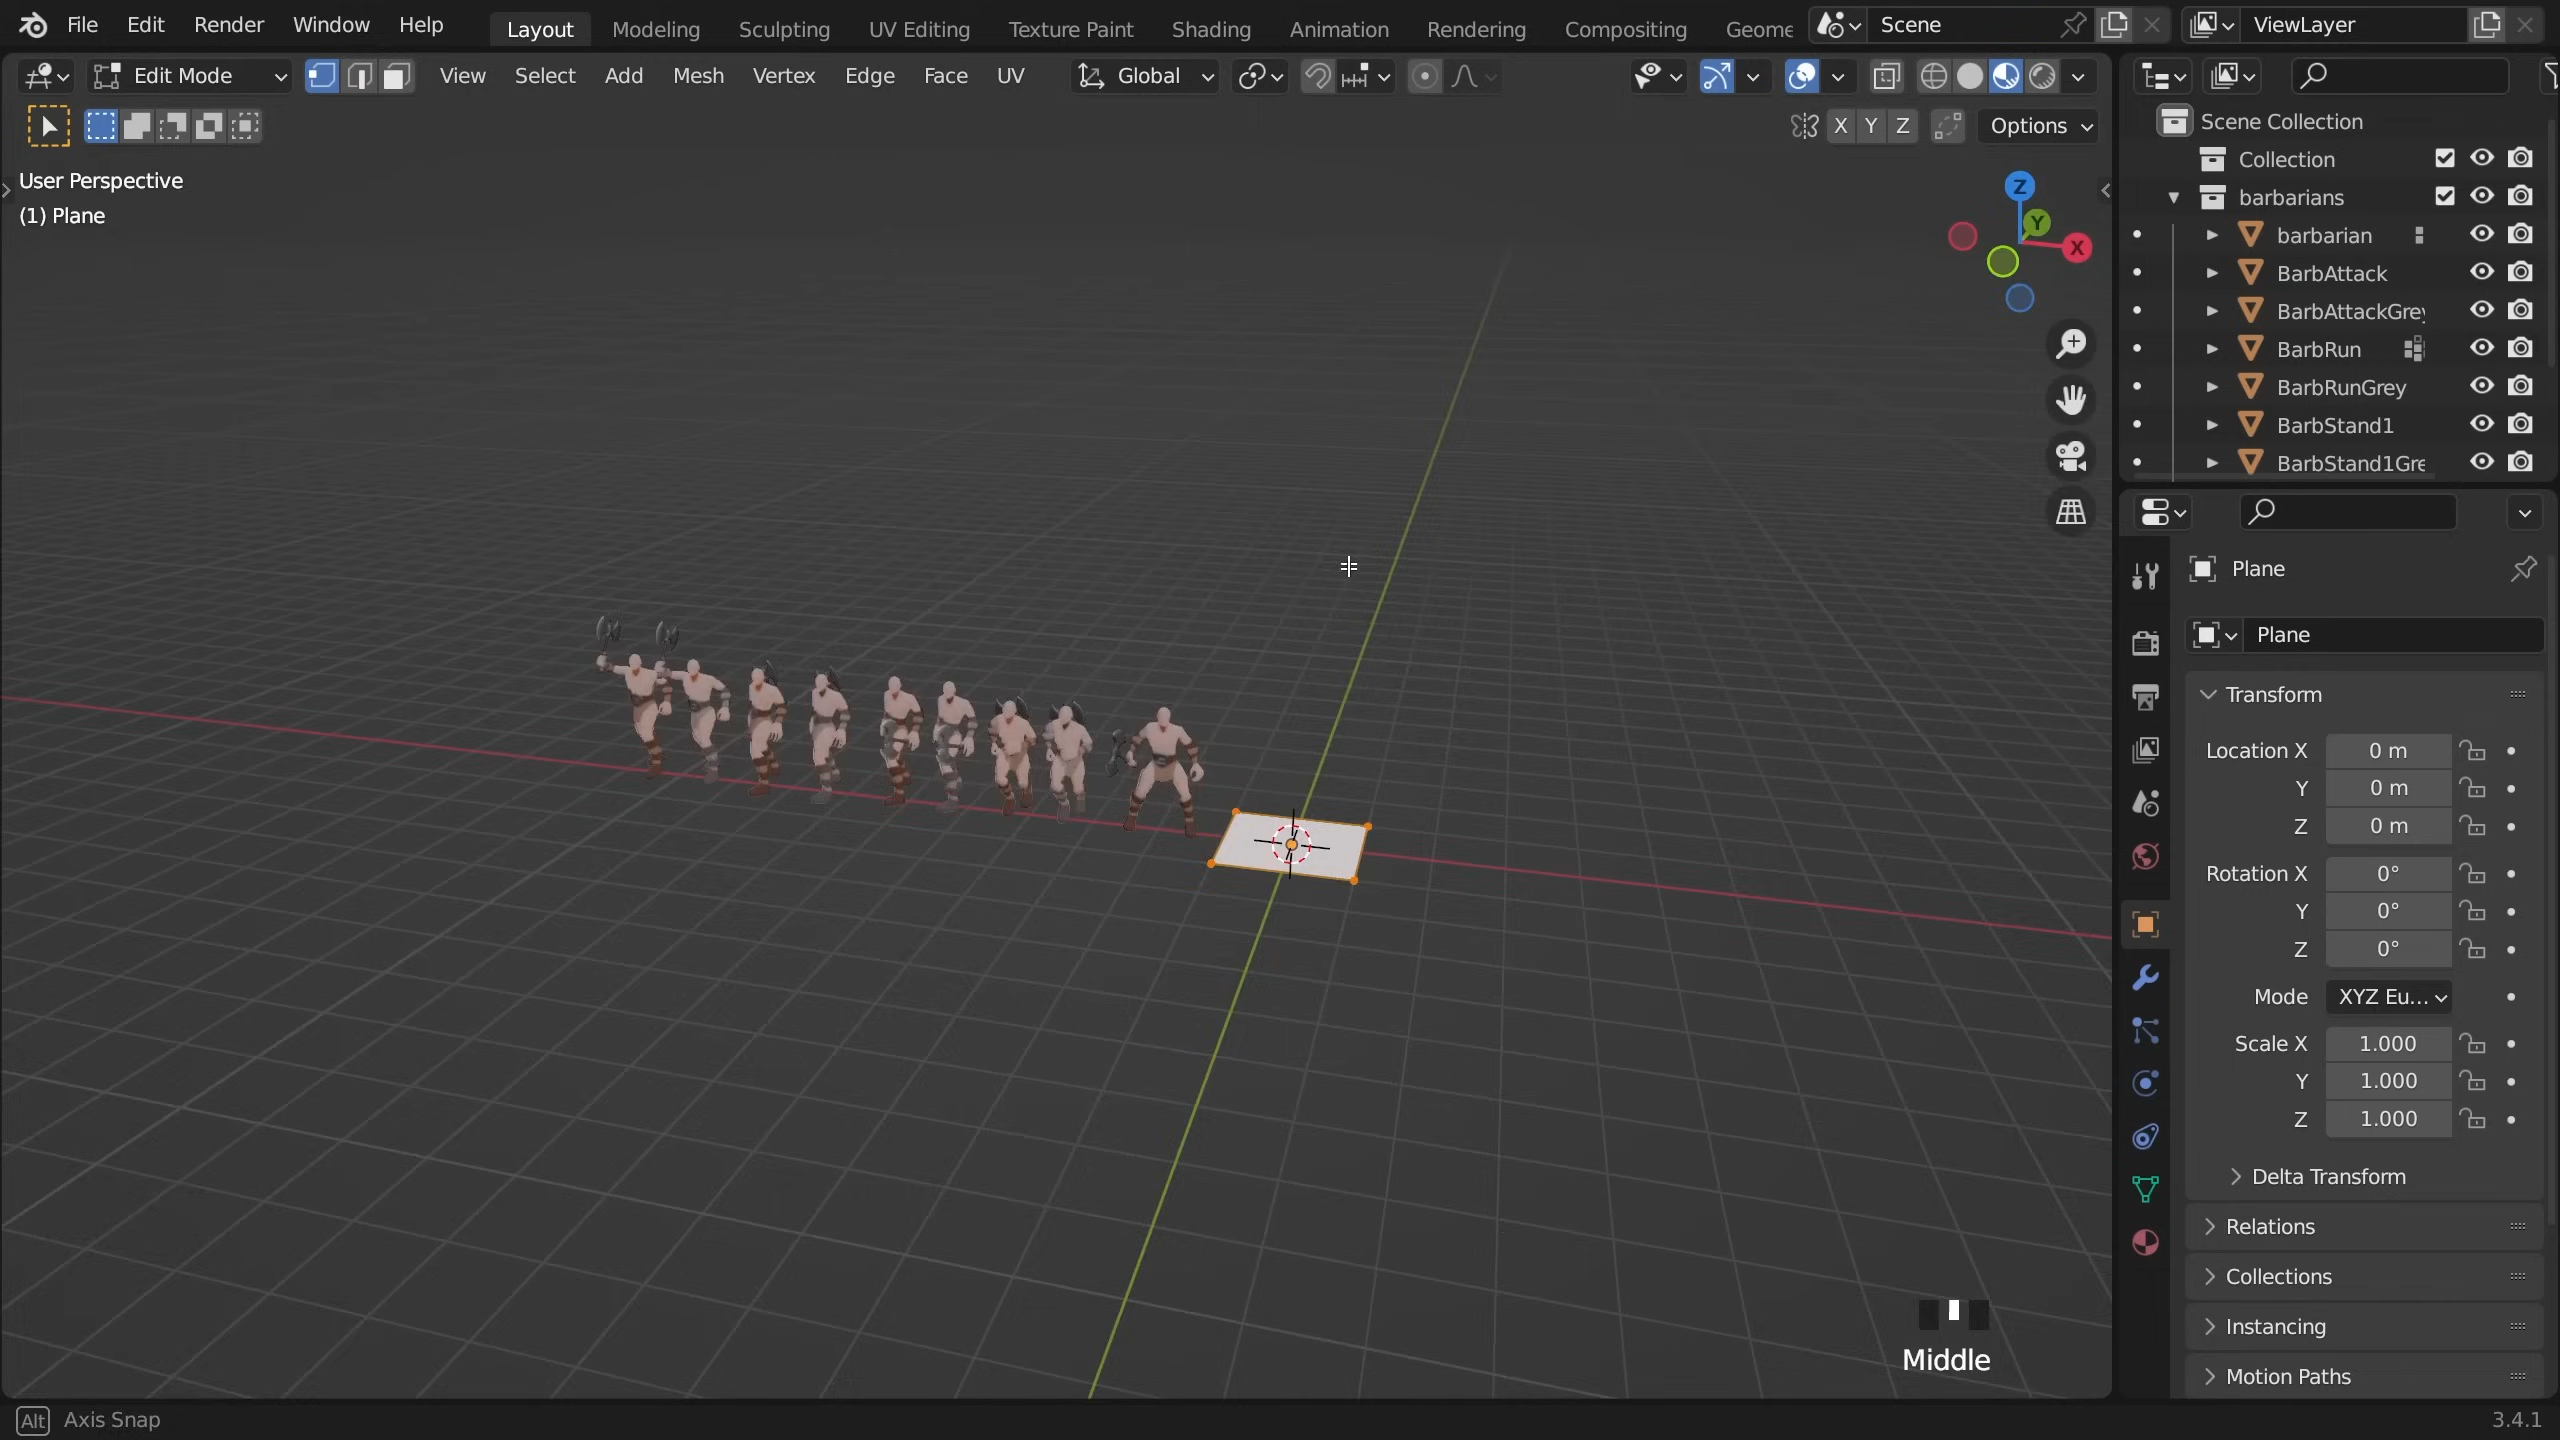 File Edit Render Window Help Layout Modeling Sculpting UV Editing Texture Paint Shading Animation Rendering Compositing Geome Scene ViewLayer
Edit Mode View Select Add Mesh Vertex Edge Face UV Global
X Y Z Options
User Perspective
(1) Plane
Z
Y
X
Scene Collection
Collection
barbarians
barbarian
BarbAttack
BarbAttackGrey
BarbRun
BarbRunGrey
BarbStand1
BarbStand1Gre
Plane
Plane
Transform
Location X 0 m
Y 0 m
Z 0 m
Rotation X 0°
Y 0°
Z 0°
Mode XYZ Eu...
Scale X 1.000
Y 1.000
Z 1.000
Delta Transform
Relations
Collections
Instancing
Motion Paths
Middle
Alt Axis Snap
3.4.1